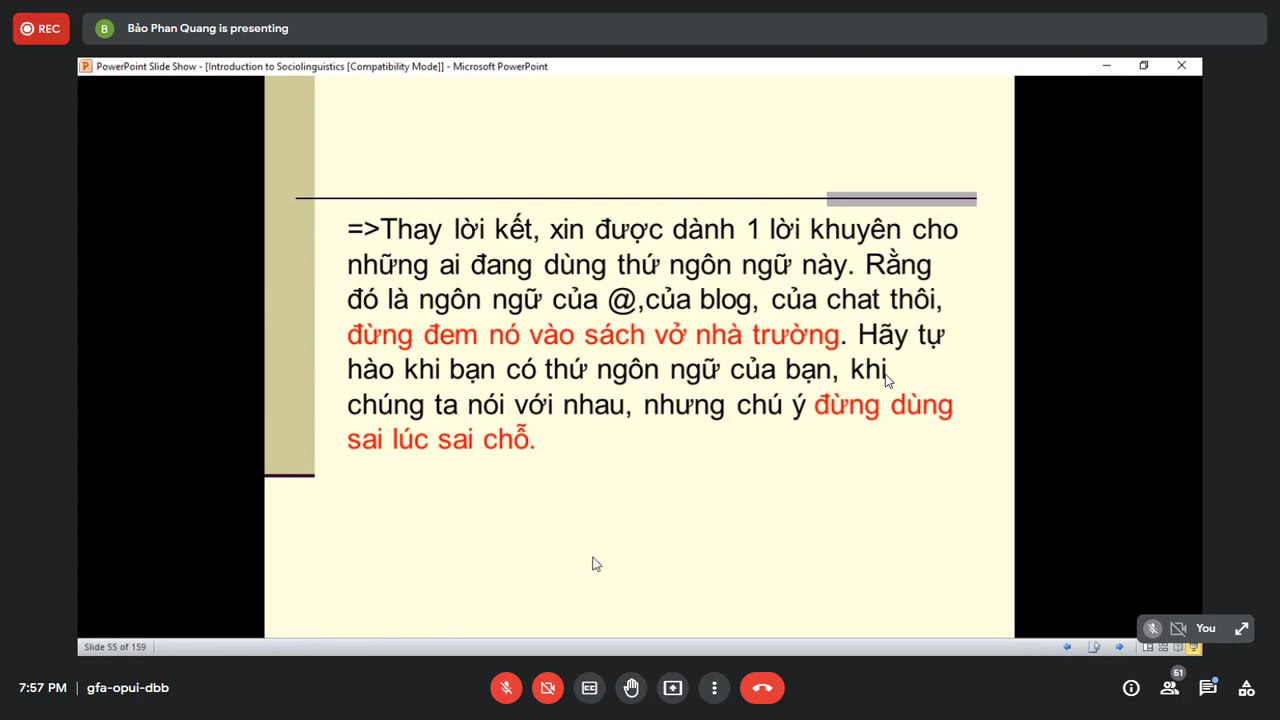 REC
B
Bảo Phan Quang is presenting
P PowerPoint Slide Show - [Introduction to Sociolinguistics [Compatibility Mode]] - Microsoft PowerPoint
=>Thay lời kết, xin được dành 1 lời khuyên cho
những ai đang dùng thứ ngôn ngữ này. Rằng
đó là ngôn ngữ của @,của blog, của chat thôi,
đừng đem nó vào sách vở nhà trường. Hãy tự
hào khi bạn có thứ ngôn ngữ của bạn, khi
chúng ta nói với nhau, nhưng chú ý đừng dùng
sai lúc sai chỗ.
You
Slide 55 of 159
7:57 PM | gfa-opui-dbb
CC
51